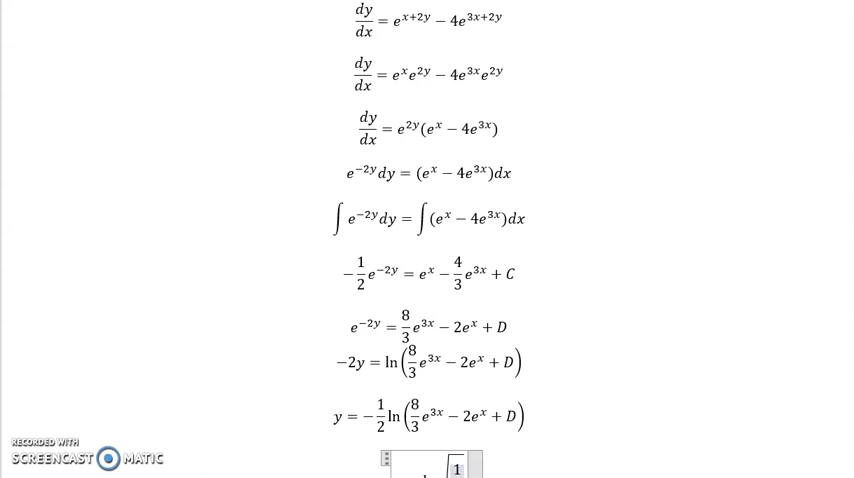 dy/dx = e^{x+2y} − 4e^{3x+2y}
dy/dx = e^x e^{2y} − 4e^{3x} e^{2y}
dy/dx = e^{2y}(e^x − 4e^{3x})
e^{−2y}dy = (e^x − 4e^{3x})dx
∫ e^{−2y}dy = ∫ (e^x − 4e^{3x})dx
−1/2 e^{−2y} = e^x − 4/3 e^{3x} + C
e^{−2y} = 8/3 e^{3x} − 2e^x + D
−2y = ln(8/3 e^{3x} − 2e^x + D)
y = −1/2 ln(8/3 e^{3x} − 2e^x + D)
RECORDED WITH
SCREENCAST MATIC
1